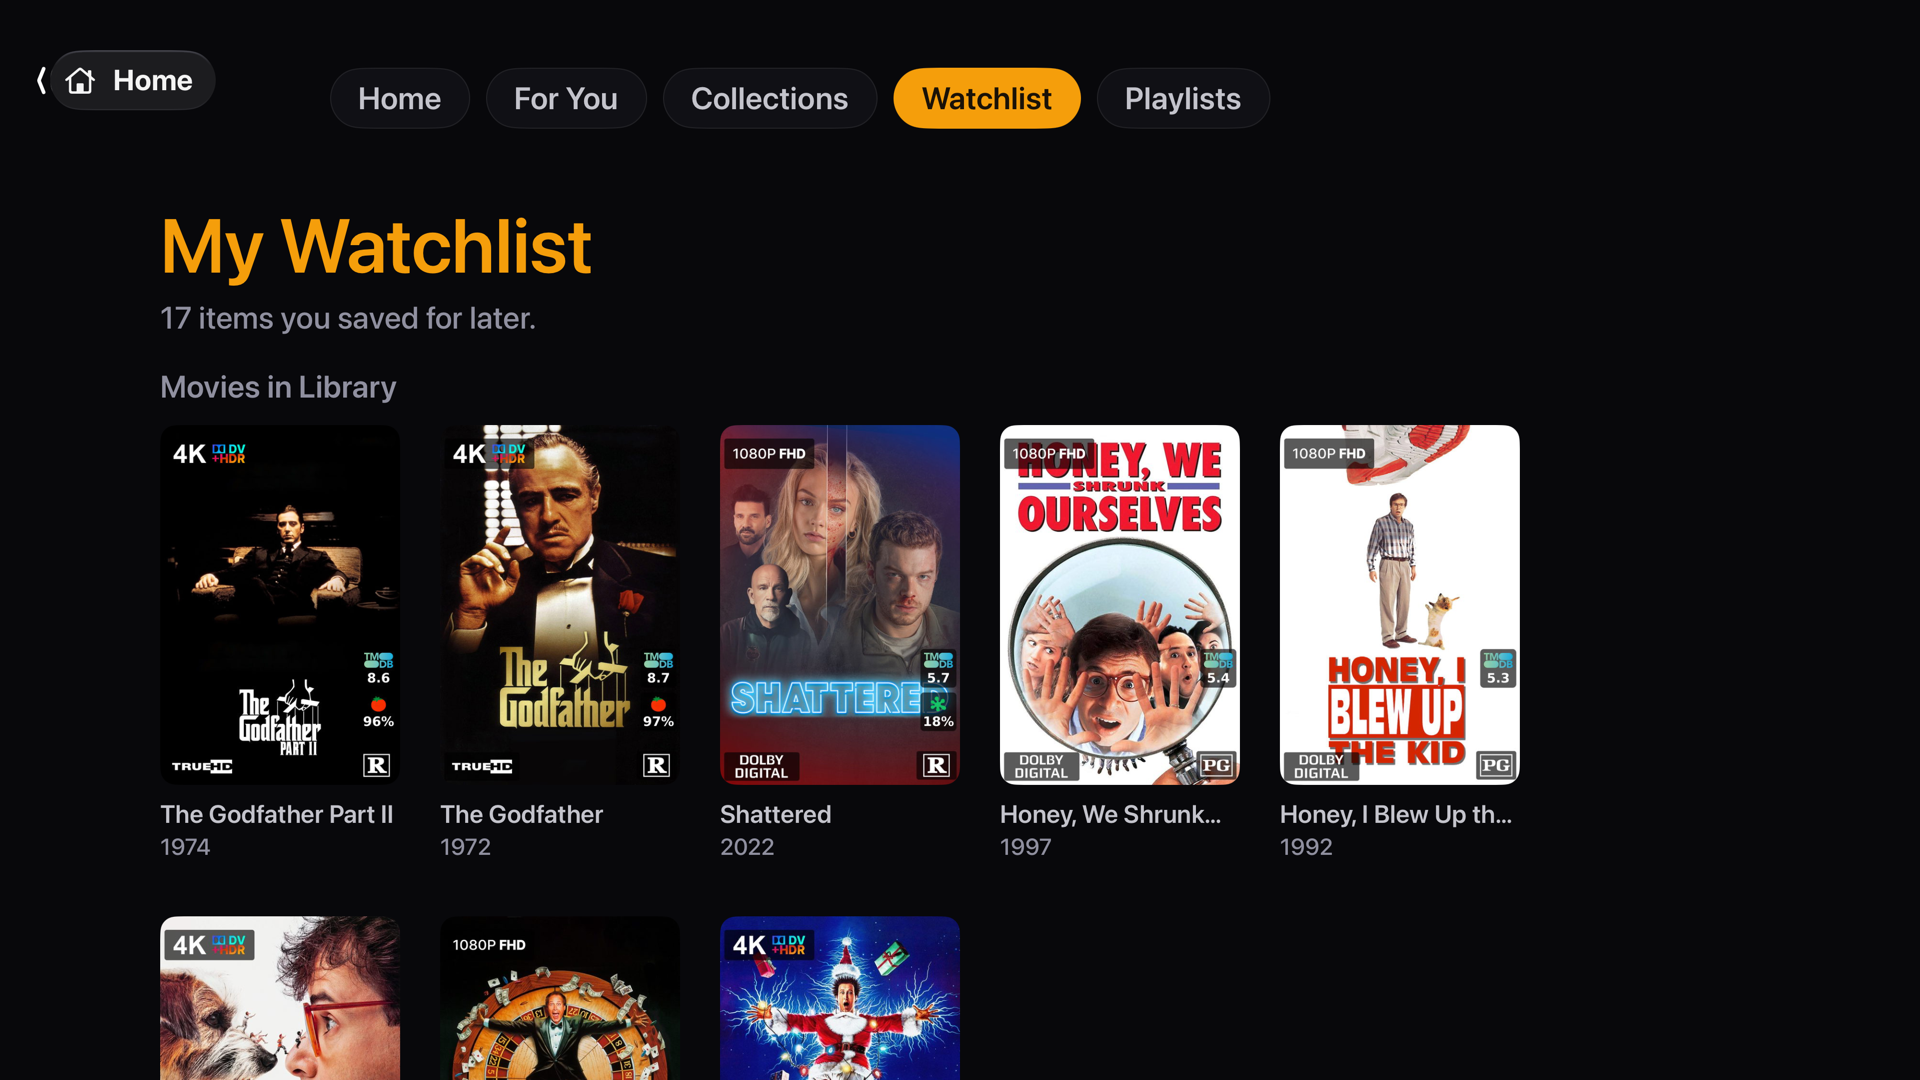 Home
Home
For You
Collections
Watchlist
Playlists
My Watchlist
17 items you saved for later.
Movies in Library
4K DV +HDR
TMDB
8.6
96%
The Godfather
PART II
TRUEHD
R
The Godfather Part II
1974
4K DV +HDR
TMDB
8.7
97%
The Godfather
TRUEHD
R
The Godfather
1972
1080P FHD
TMDB
5.7
SHATTERED
18%
DOLBY DIGITAL
R
Shattered
2022
1080P FHD
HONEY, WE
SHRUNK
OURSELVES
TMDB
5.4
DOLBY DIGITAL
PG
Honey, We Shrunk...
1997
1080P FHD
TMDB
5.3
HONEY, I
BLEW UP
THE KID
DOLBY DIGITAL
PG
Honey, I Blew Up th...
1992
4K DV +HDR
1080P FHD
4K DV +HDR